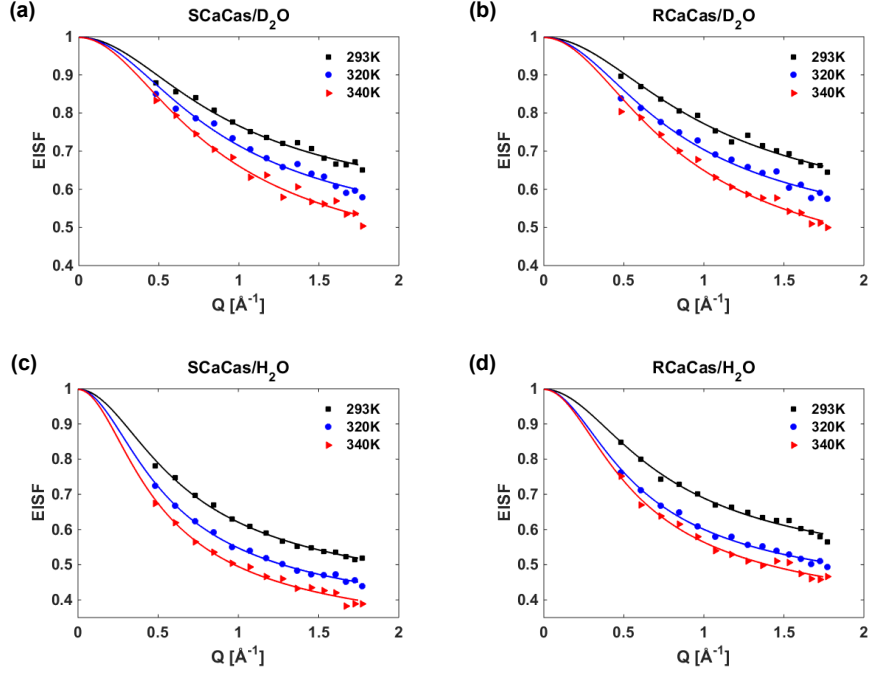 (a)
SCaCas/D₂O
EISF
1
0.9
0.8
0.7
0.6
0.5
0.4
0
0.5
1
1.5
2
Q [Å⁻¹]
293K
320K
340K
(b)
RCaCas/D₂O
EISF
1
0.9
0.8
0.7
0.6
0.5
0.4
0
0.5
1
1.5
2
Q [Å⁻¹]
293K
320K
340K
(c)
SCaCas/H₂O
EISF
1
0.9
0.8
0.7
0.6
0.5
0.4
0
0.5
1
1.5
2
Q [Å⁻¹]
293K
320K
340K
(d)
RCaCas/H₂O
EISF
1
0.9
0.8
0.7
0.6
0.5
0.4
0
0.5
1
1.5
2
Q [Å⁻¹]
293K
320K
340K